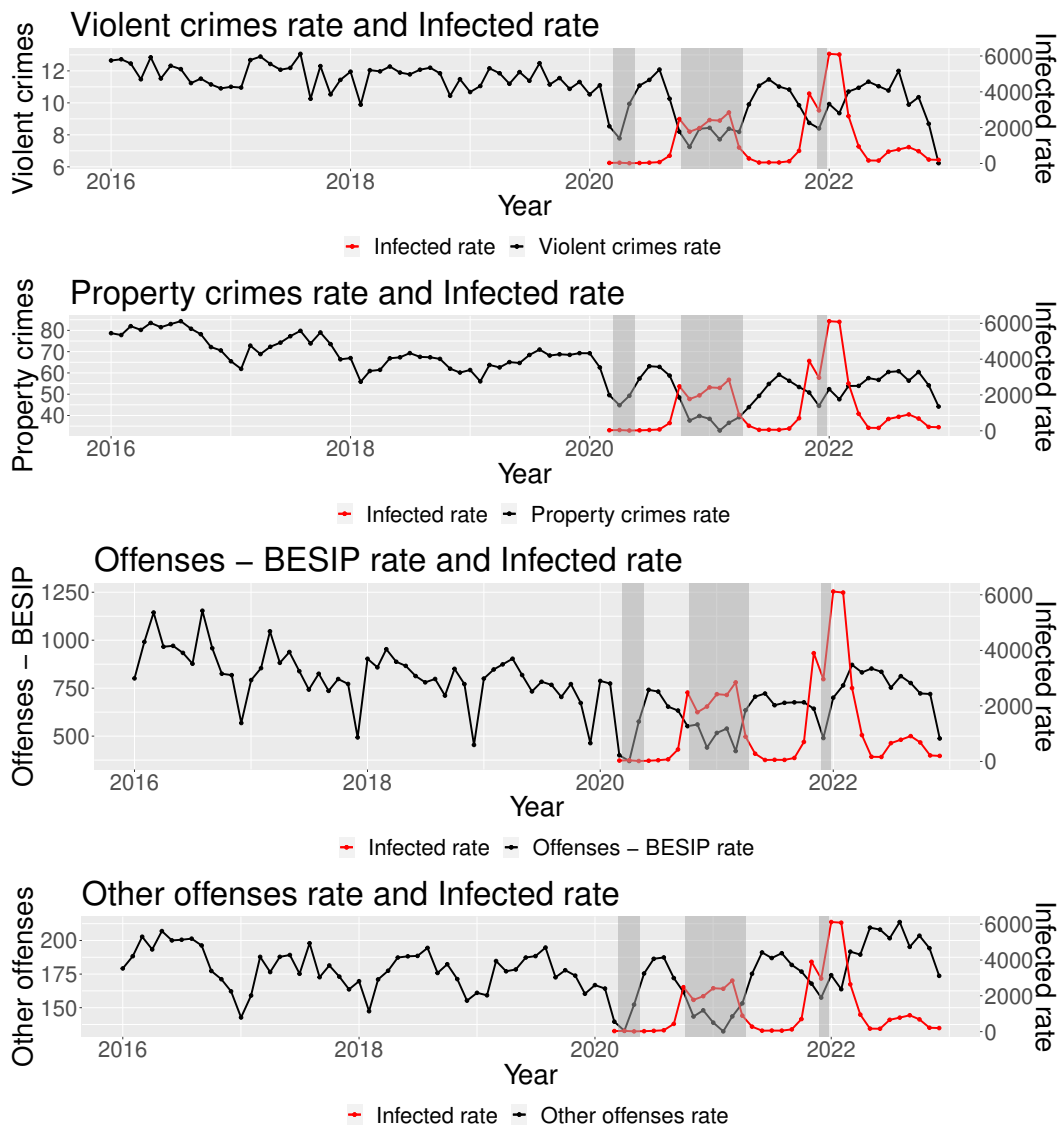 Violent crimes rate and Infected rate
Violent crimes
12
10
8
6
6000
4000
2000
0
Infected rate
2016 2018 2020 2022
Year
Infected rate Violent crimes rate
Property crimes rate and Infected rate
Property crimes
80
70
60
50
40
6000
4000
2000
0
Infected rate
2016 2018 2020 2022
Year
Infected rate Property crimes rate
Offenses − BESIP rate and Infected rate
Offenses − BESIP
1250
1000
750
500
6000
4000
2000
0
Infected rate
2016 2018 2020 2022
Year
Infected rate Offenses − BESIP rate
Other offenses rate and Infected rate
Other offenses
200
175
150
6000
4000
2000
0
Infected rate
2016 2018 2020 2022
Year
Infected rate Other offenses rate